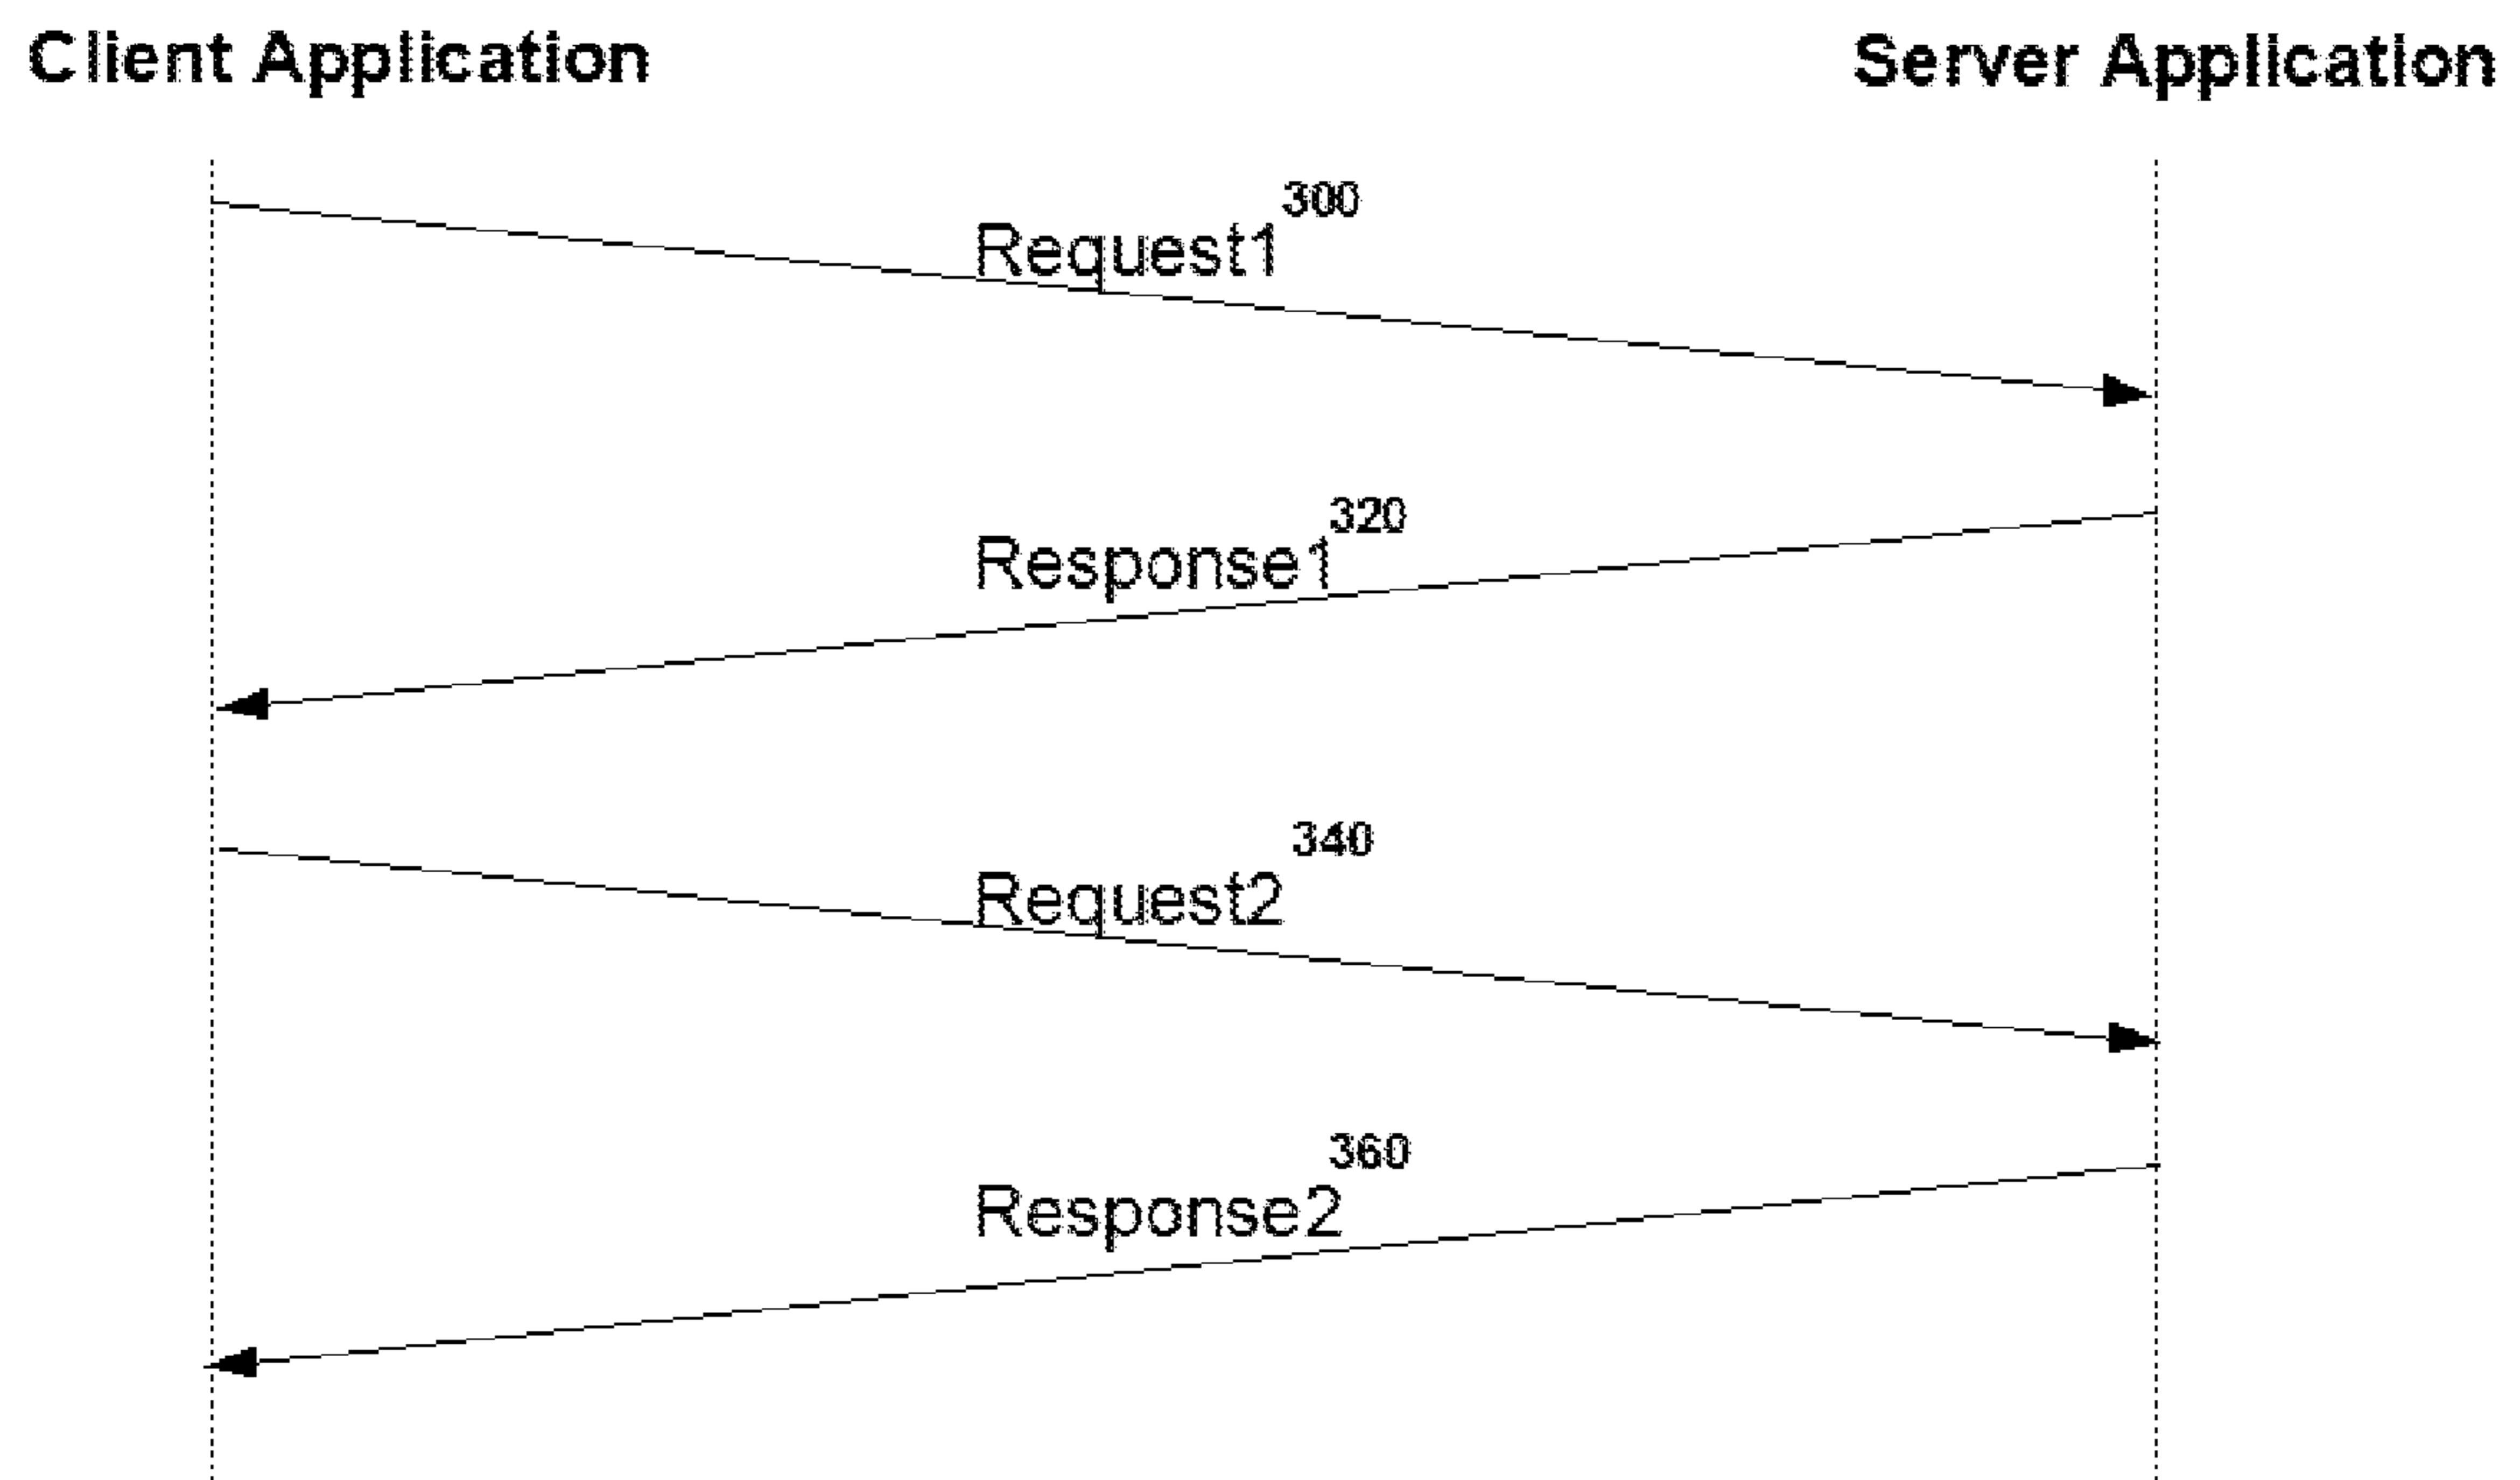 Client Application
Server Application
300
Request1
320
Response1
340
Request2
360
Response2